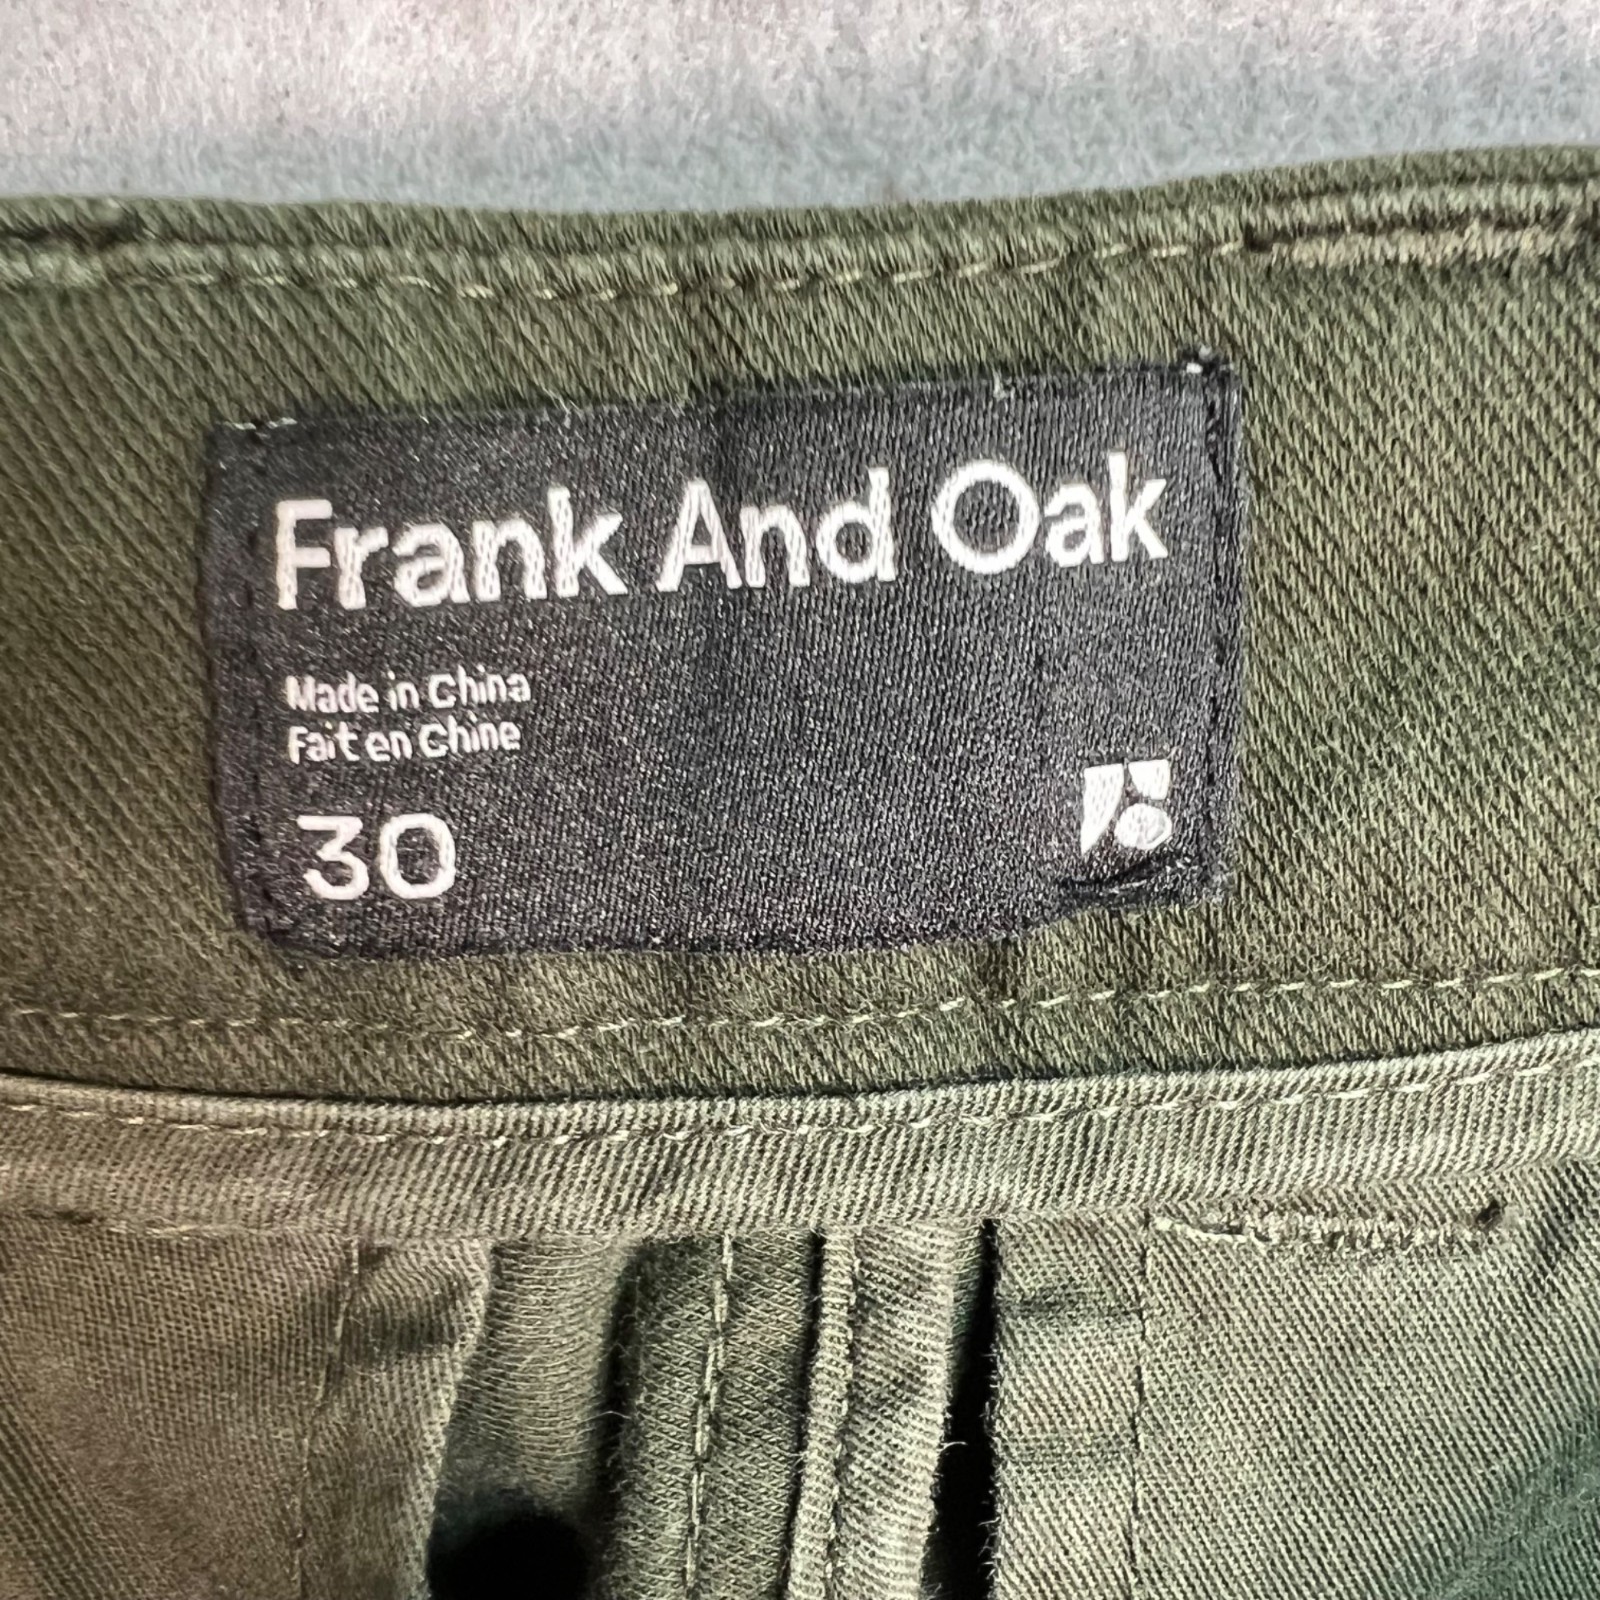 Frank And Oak
Made in China
Fait en Chine
30